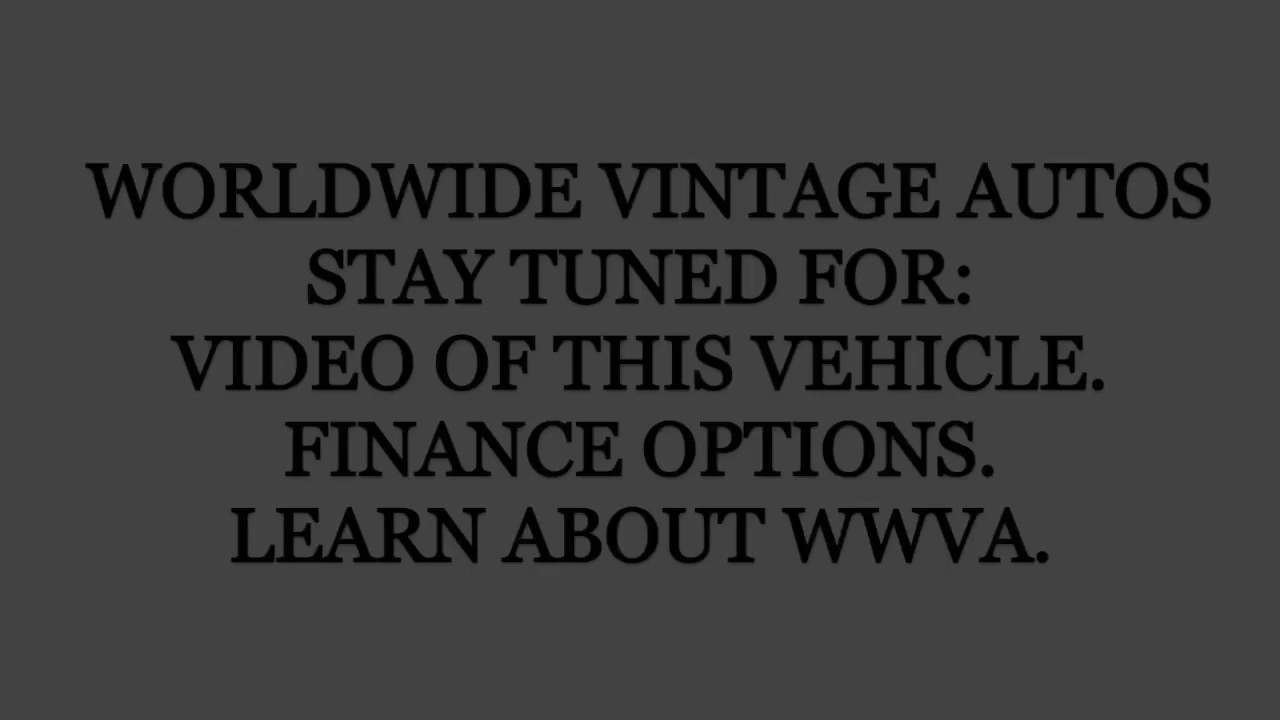 WORLDWIDE VINTAGE AUTOS
STAY TUNED FOR:
VIDEO OF THIS VEHICLE.
FINANCE OPTIONS.
LEARN ABOUT WWVA.